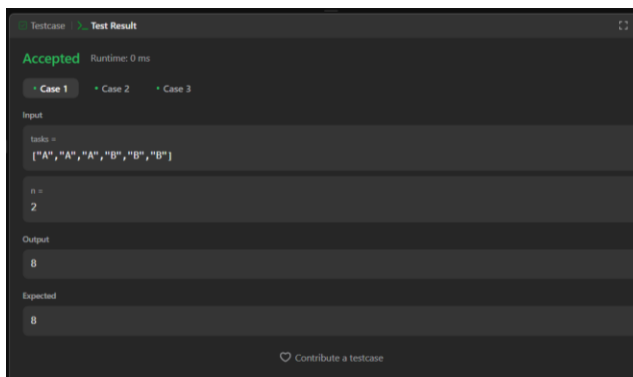 Testcase | >_ Test Result
Accepted Runtime: 0 ms
• Case 1 • Case 2 • Case 3
Input
tasks =
["A","A","A","B","B","B"]
n =
2
Output
8
Expected
8
Contribute a testcase